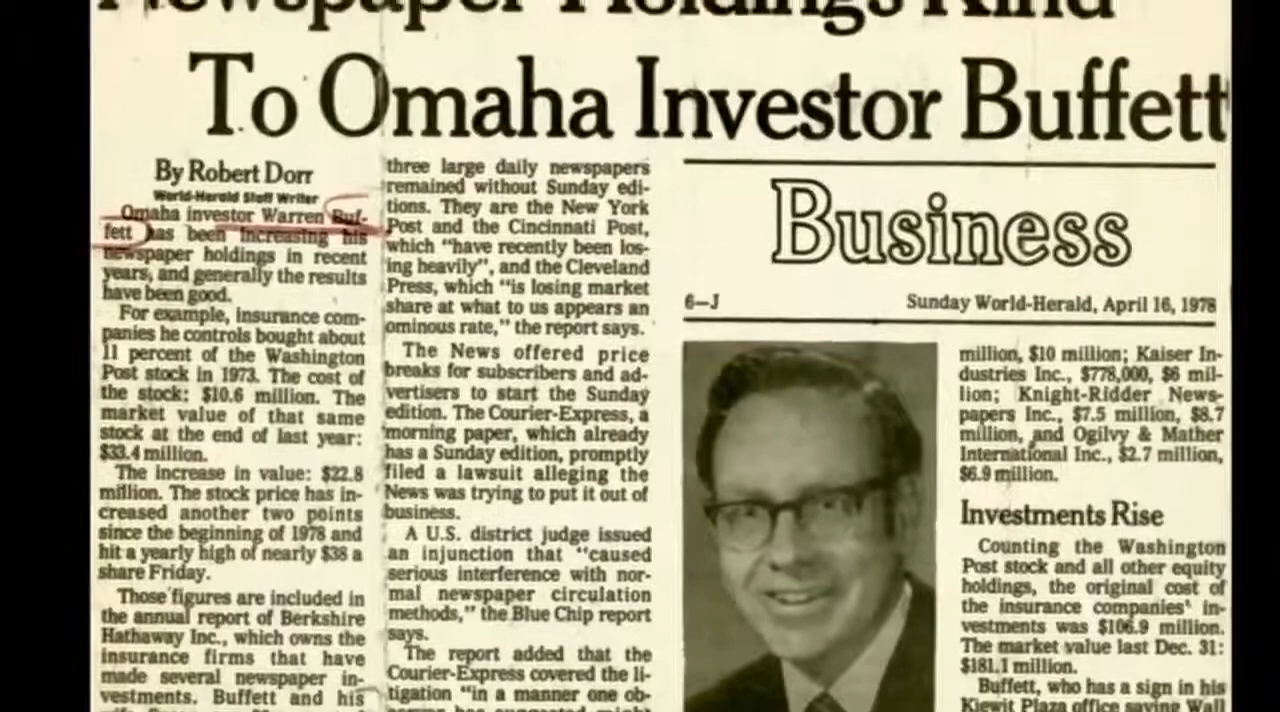 Newspaper Holdings Kind
To Omaha Investor Buffett
By Robert Dorr
World-Herald Staff Writer
Omaha investor Warren Buf-
fett has been increasing his
newspaper holdings in recent
years, and generally the results
have been good.
For example, insurance com-
panies he controls bought about
11 percent of the Washington
Post stock in 1973. The cost of
the stock: $10.6 million. The
market value of that same
stock at the end of last year:
$33.4 million.
The increase in value: $22.8
million. The stock price has in-
creased another two points
since the beginning of 1978 and
hit a yearly high of nearly $38 a
share Friday.
Those figures are included in
the annual report of Berkshire
Hathaway Inc., which owns the
insurance firms that have
made several newspaper in-
vestments. Buffett and his
three large daily newspapers
remained without Sunday edi-
tions. They are the New York
Post and the Cincinnati Post,
which "have recently been los-
ing heavily", and the Cleveland
Press, which "is losing market
share at what to us appears an
ominous rate," the report says.
The News offered price
breaks for subscribers and ad-
vertisers to start the Sunday
edition. The Courier-Express, a
morning paper, which already
has a Sunday edition, promptly
filed a lawsuit alleging the
News was trying to put it out of
business.
A U.S. district judge issued
an injunction that "caused
serious interference with nor-
mal newspaper circulation
methods," the Blue Chip report
says.
The report added that the
Courier-Express covered the li-
tigation "in a manner one ob-
Business
6–J Sunday World-Herald, April 16, 1978
million, $10 million; Kaiser In-
dustries Inc., $778,000, $6 mil-
lion; Knight-Ridder News-
papers Inc., $7.5 million, $8.7
million, and Ogilvy & Mather
International Inc., $2.7 million,
$6.9 million.
Investments Rise
Counting the Washington
Post stock and all other equity
holdings, the original cost of
the insurance companies' in-
vestments was $106.9 million.
The market value last Dec. 31:
$181.1 million.
Buffett, who has a sign in his
Kiewit Plaza office saying Wall